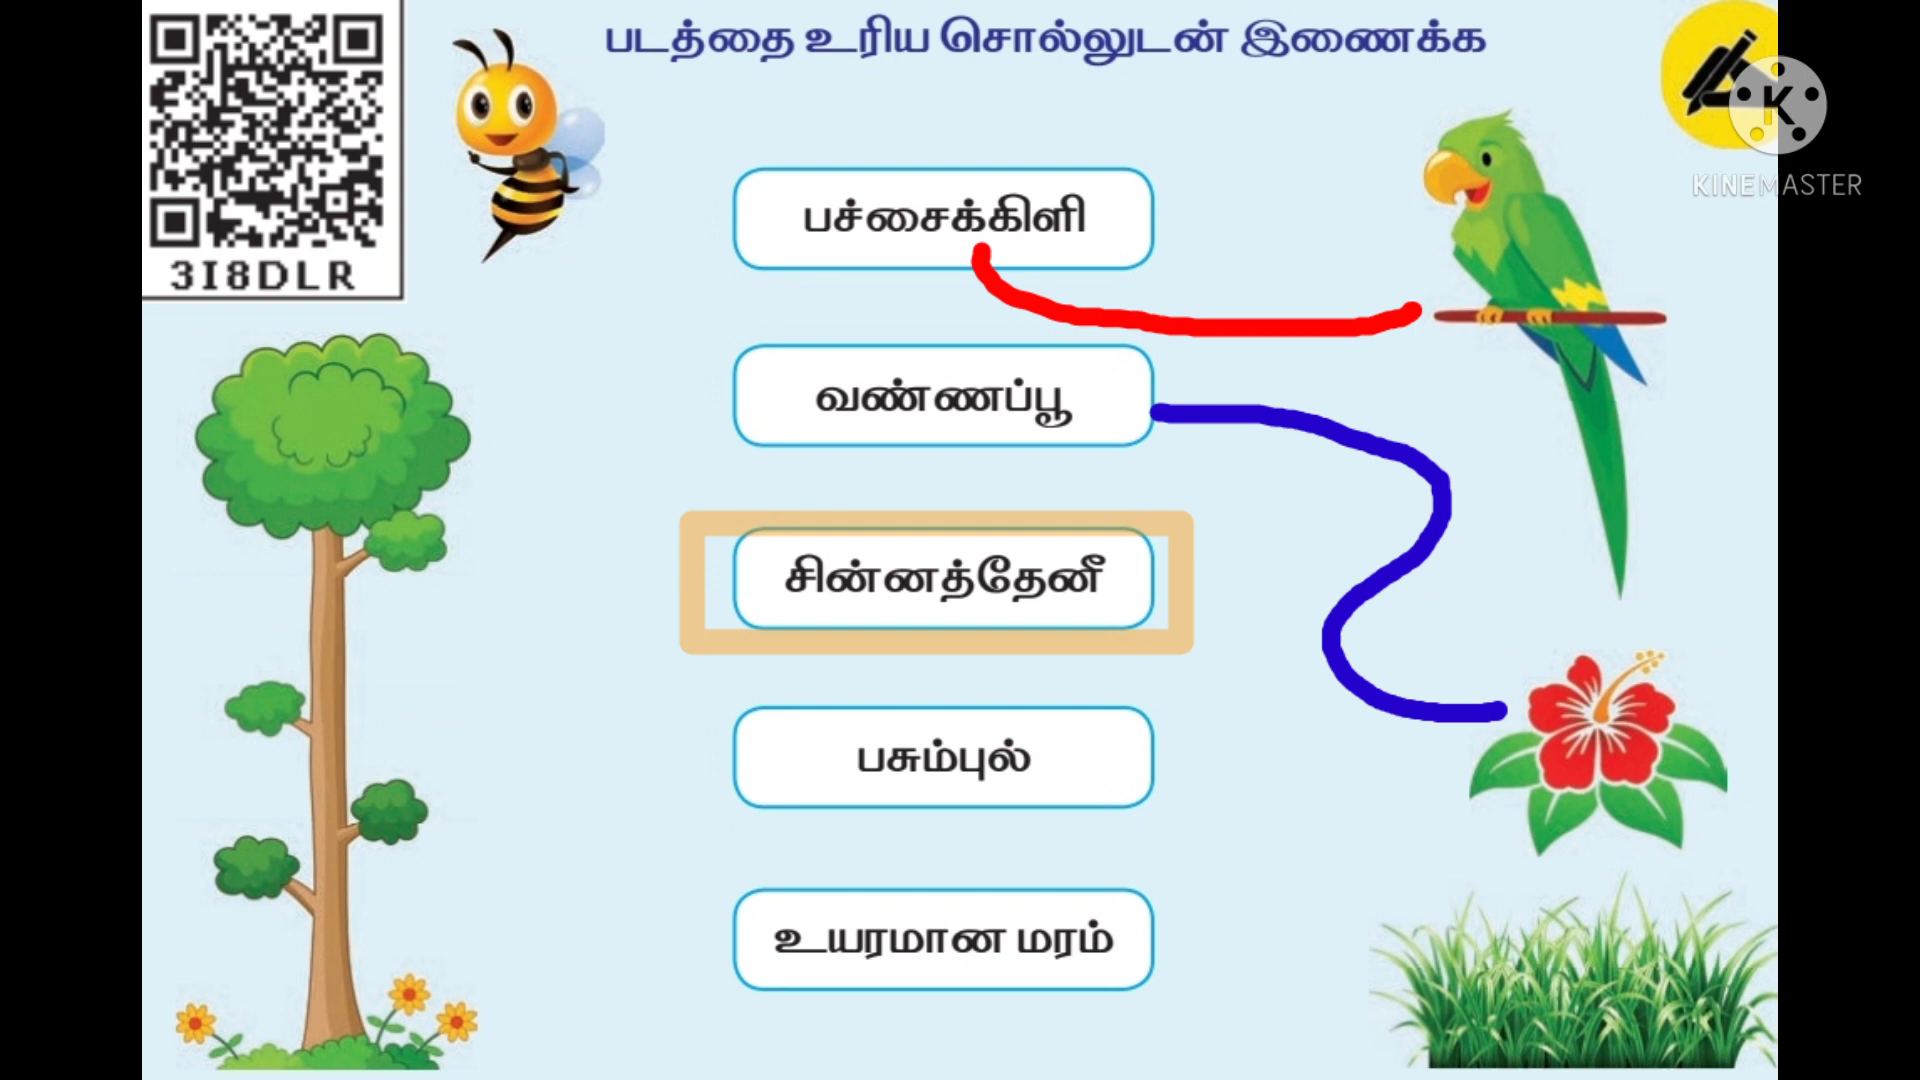 படத்தை உரிய சொல்லுடன் இணைக்க
3I8DLR
K
KINEMASTER
பச்சைக்கிளி
வண்ணப்பூ
சின்னத்தேனீ
பசும்புல்
உயரமான மரம்